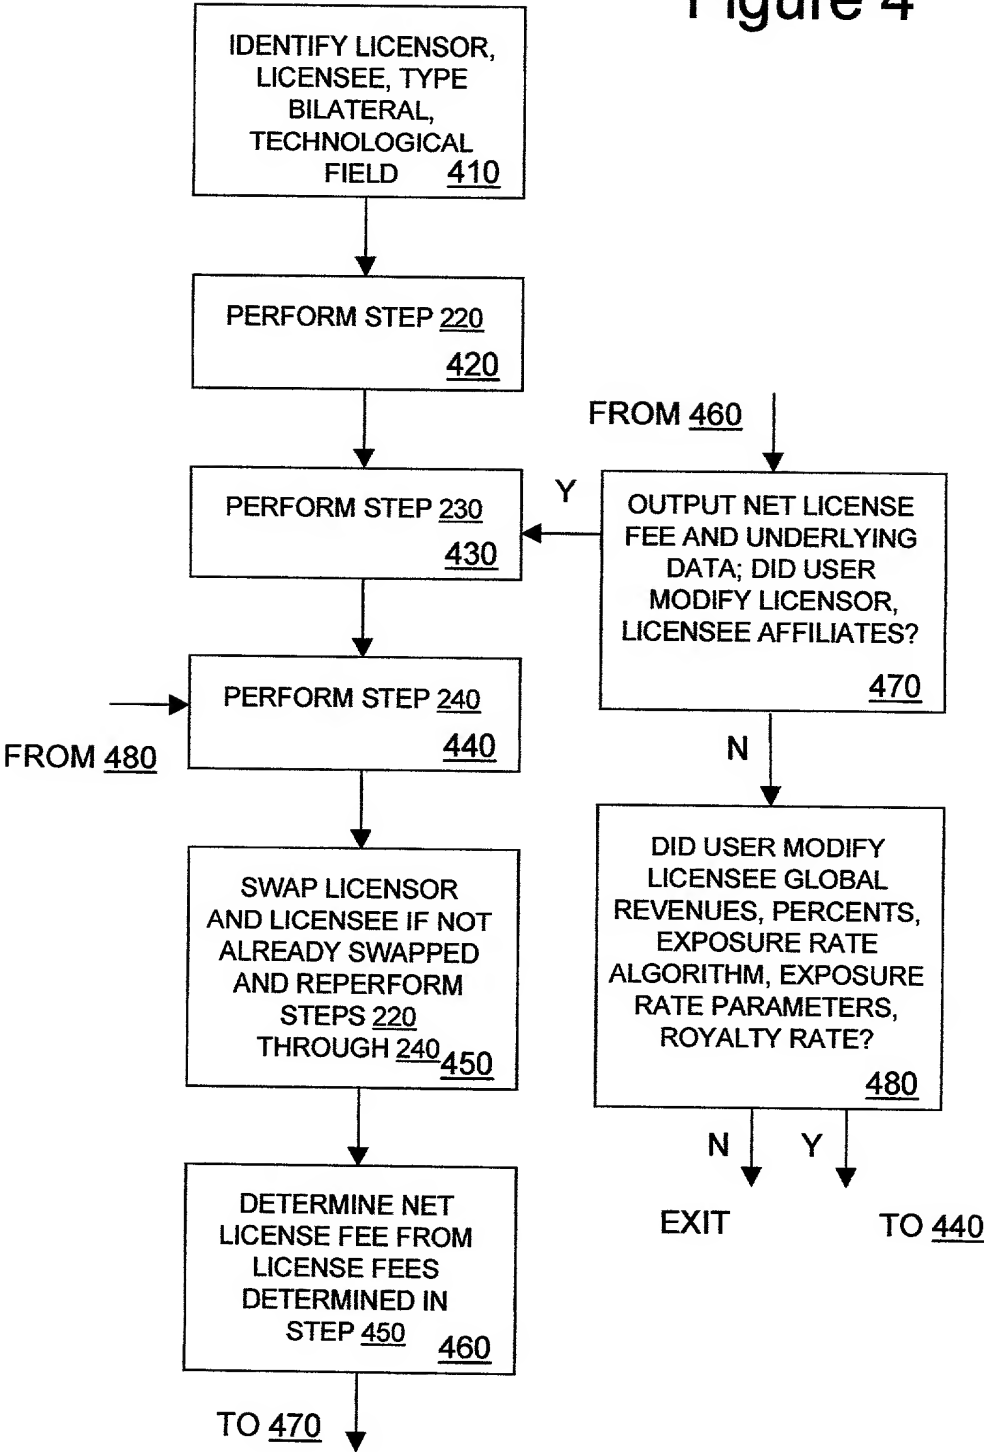 Figure 4
IDENTIFY LICENSOR,
LICENSEE, TYPE
BILATERAL,
TECHNOLOGICAL
FIELD 410
PERFORM STEP 220
420
PERFORM STEP 230
430
PERFORM STEP 240
440
FROM 480
SWAP LICENSOR
AND LICENSEE IF NOT
ALREADY SWAPPED
AND REPERFORM
STEPS 220
THROUGH 240 450
DETERMINE NET
LICENSE FEE FROM
LICENSE FEES
DETERMINED IN
STEP 450 460
TO 470
FROM 460
Y
OUTPUT NET LICENSE
FEE AND UNDERLYING
DATA; DID USER
MODIFY LICENSOR,
LICENSEE AFFILIATES?
470
N
DID USER MODIFY
LICENSEE GLOBAL
REVENUES, PERCENTS,
EXPOSURE RATE
ALGORITHM, EXPOSURE
RATE PARAMETERS,
ROYALTY RATE?
480
N Y
EXIT TO 440